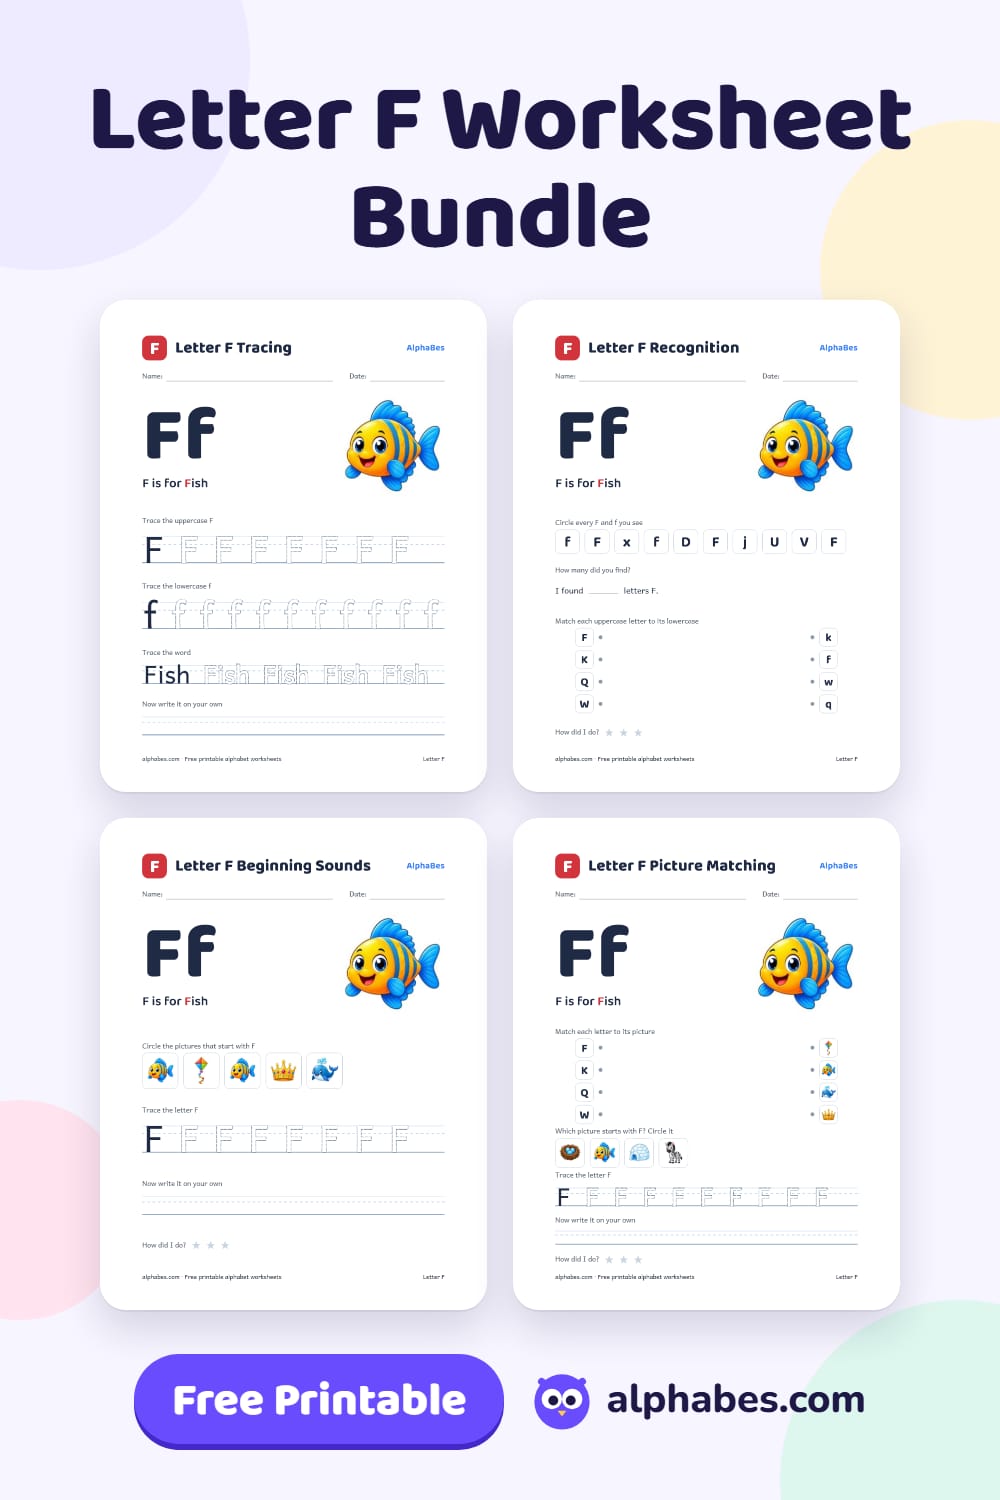 Letter F Worksheet
Bundle
F Letter F Tracing AlphaBes
Name: Date:
Ff
F is for Fish
Trace the uppercase F
F F F F F F F F
Trace the lowercase f
f f f f f f f f f f f
Trace the word
Fish Fish Fish Fish Fish
Now write it on your own
alphabes.com Free printable alphabet worksheets Letter F
F Letter F Recognition AlphaBes
Name: Date:
Ff
F is for Fish
Circle every F and f you see
f F x f D F j U V F
How many did you find?
I found letters F.
Match each uppercase letter to its lowercase
F k
K f
Q w
W q
How did I do?
alphabes.com Free printable alphabet worksheets Letter F
F Letter F Beginning Sounds AlphaBes
Name: Date:
Ff
F is for Fish
Circle the pictures that start with F
Trace the letter F
F F F F F F F F
Now write it on your own
How did I do?
alphabes.com Free printable alphabet worksheets Letter F
F Letter F Picture Matching AlphaBes
Name: Date:
Ff
F is for Fish
Match each letter to its picture
F
K
Q
W
Which picture starts with F? Circle it
Trace the letter F
F F F F F F F F F F
Now write it on your own
How did I do?
alphabes.com Free printable alphabet worksheets Letter F
Free Printable
alphabes.com